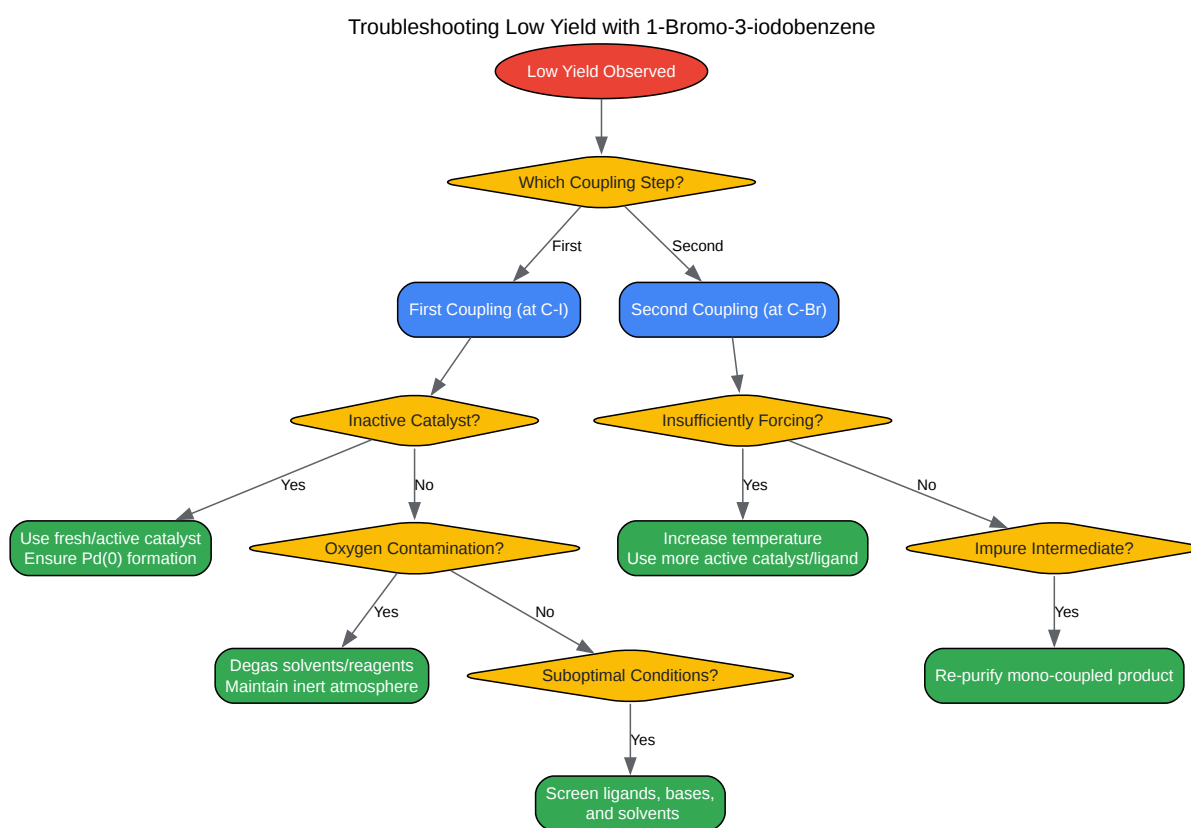 Troubleshooting Low Yield with 1-Bromo-3-iodobenzene
Low Yield Observed
Which Coupling Step?
First
Second
First Coupling (at C-I)
Second Coupling (at C-Br)
Inactive Catalyst?
Insufficiently Forcing?
Yes
No
Yes
No
Use fresh/active catalyst
Ensure Pd(0) formation
Oxygen Contamination?
Increase temperature
Use more active catalyst/ligand
Impure Intermediate?
Yes
No
Yes
Degas solvents/reagents
Maintain inert atmosphere
Suboptimal Conditions?
Re-purify mono-coupled product
Yes
Screen ligands, bases,
and solvents